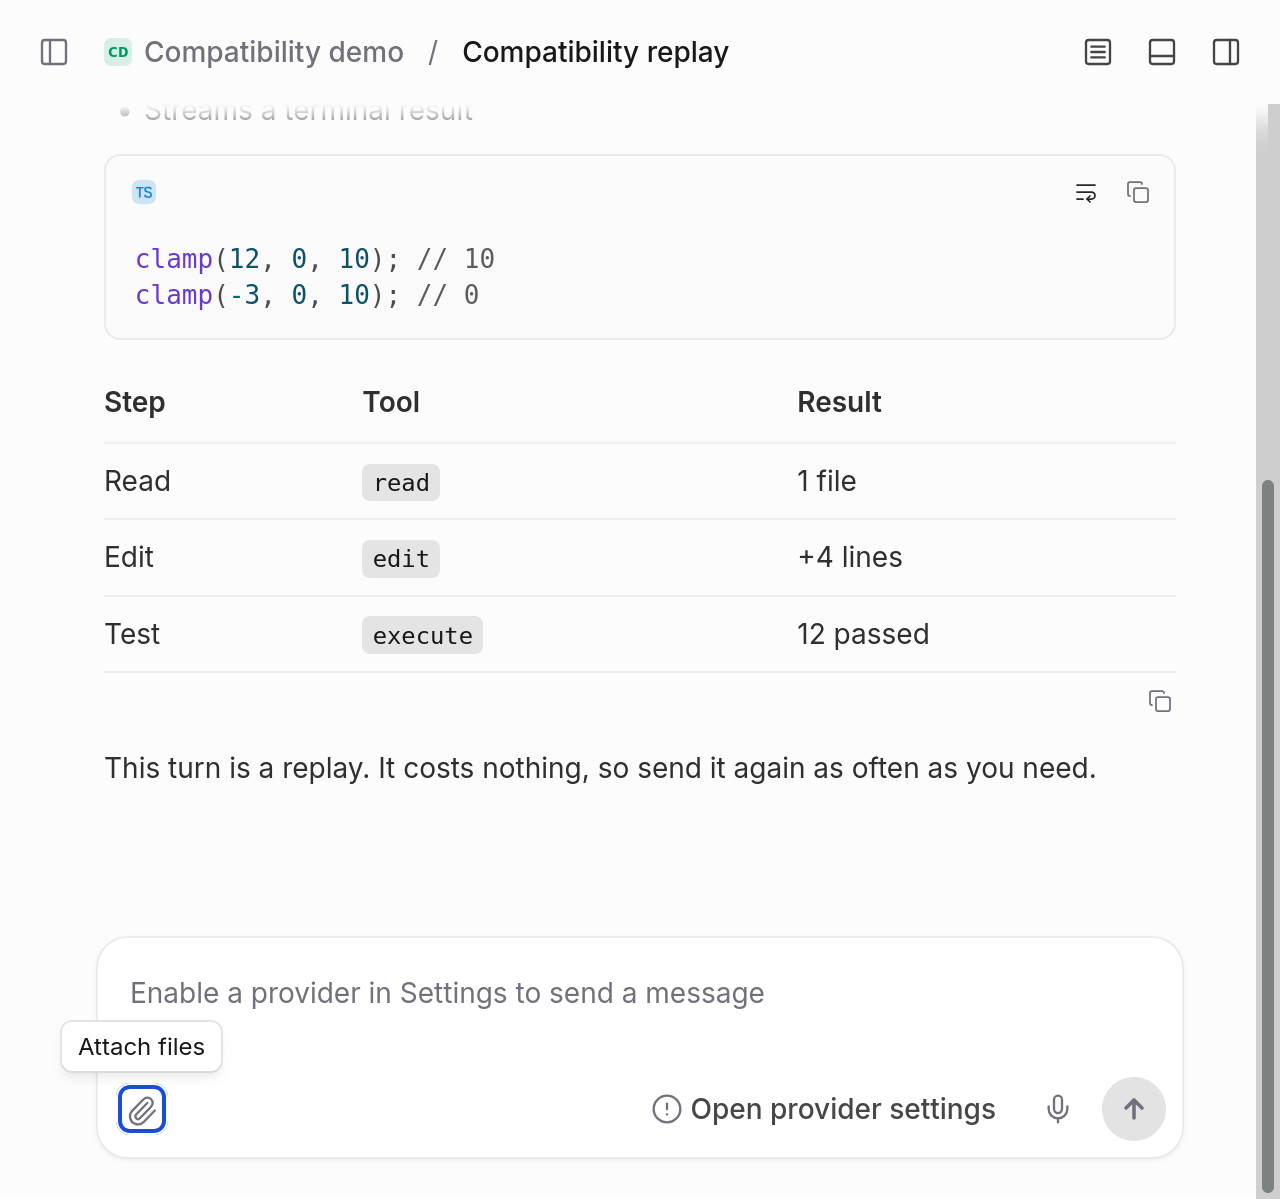 CD Compatibility demo / Compatibility replay
• Streams a terminal result
TS
clamp(12, 0, 10); // 10
clamp(-3, 0, 10); // 0
Step Tool Result
Read read 1 file
Edit edit +4 lines
Test execute 12 passed
This turn is a replay. It costs nothing, so send it again as often as you need.
Enable a provider in Settings to send a message
Attach files
Open provider settings